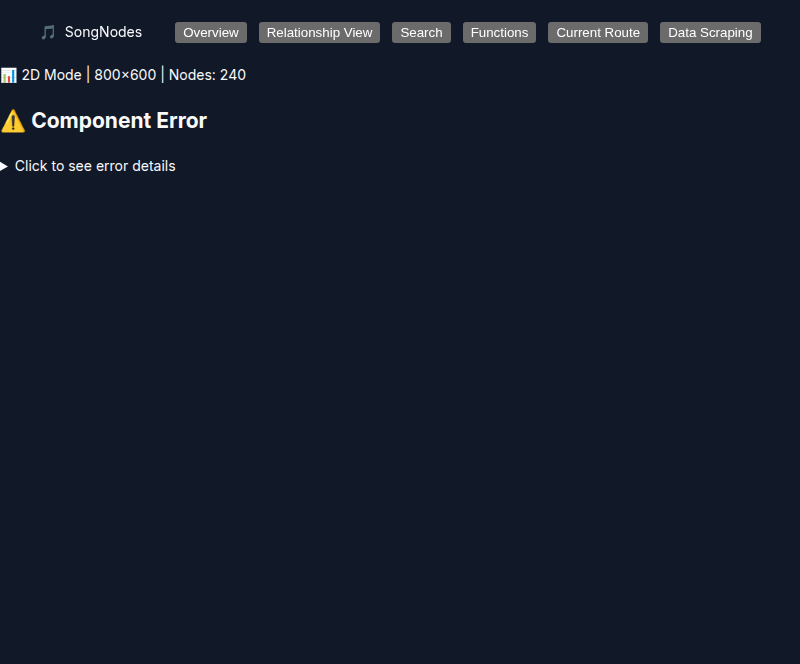 🎵 SongNodes Overview Relationship View Search Functions Current Route Data Scraping
📊 2D Mode | 800×600 | Nodes: 240
⚠️ Component Error
▶ Click to see error details